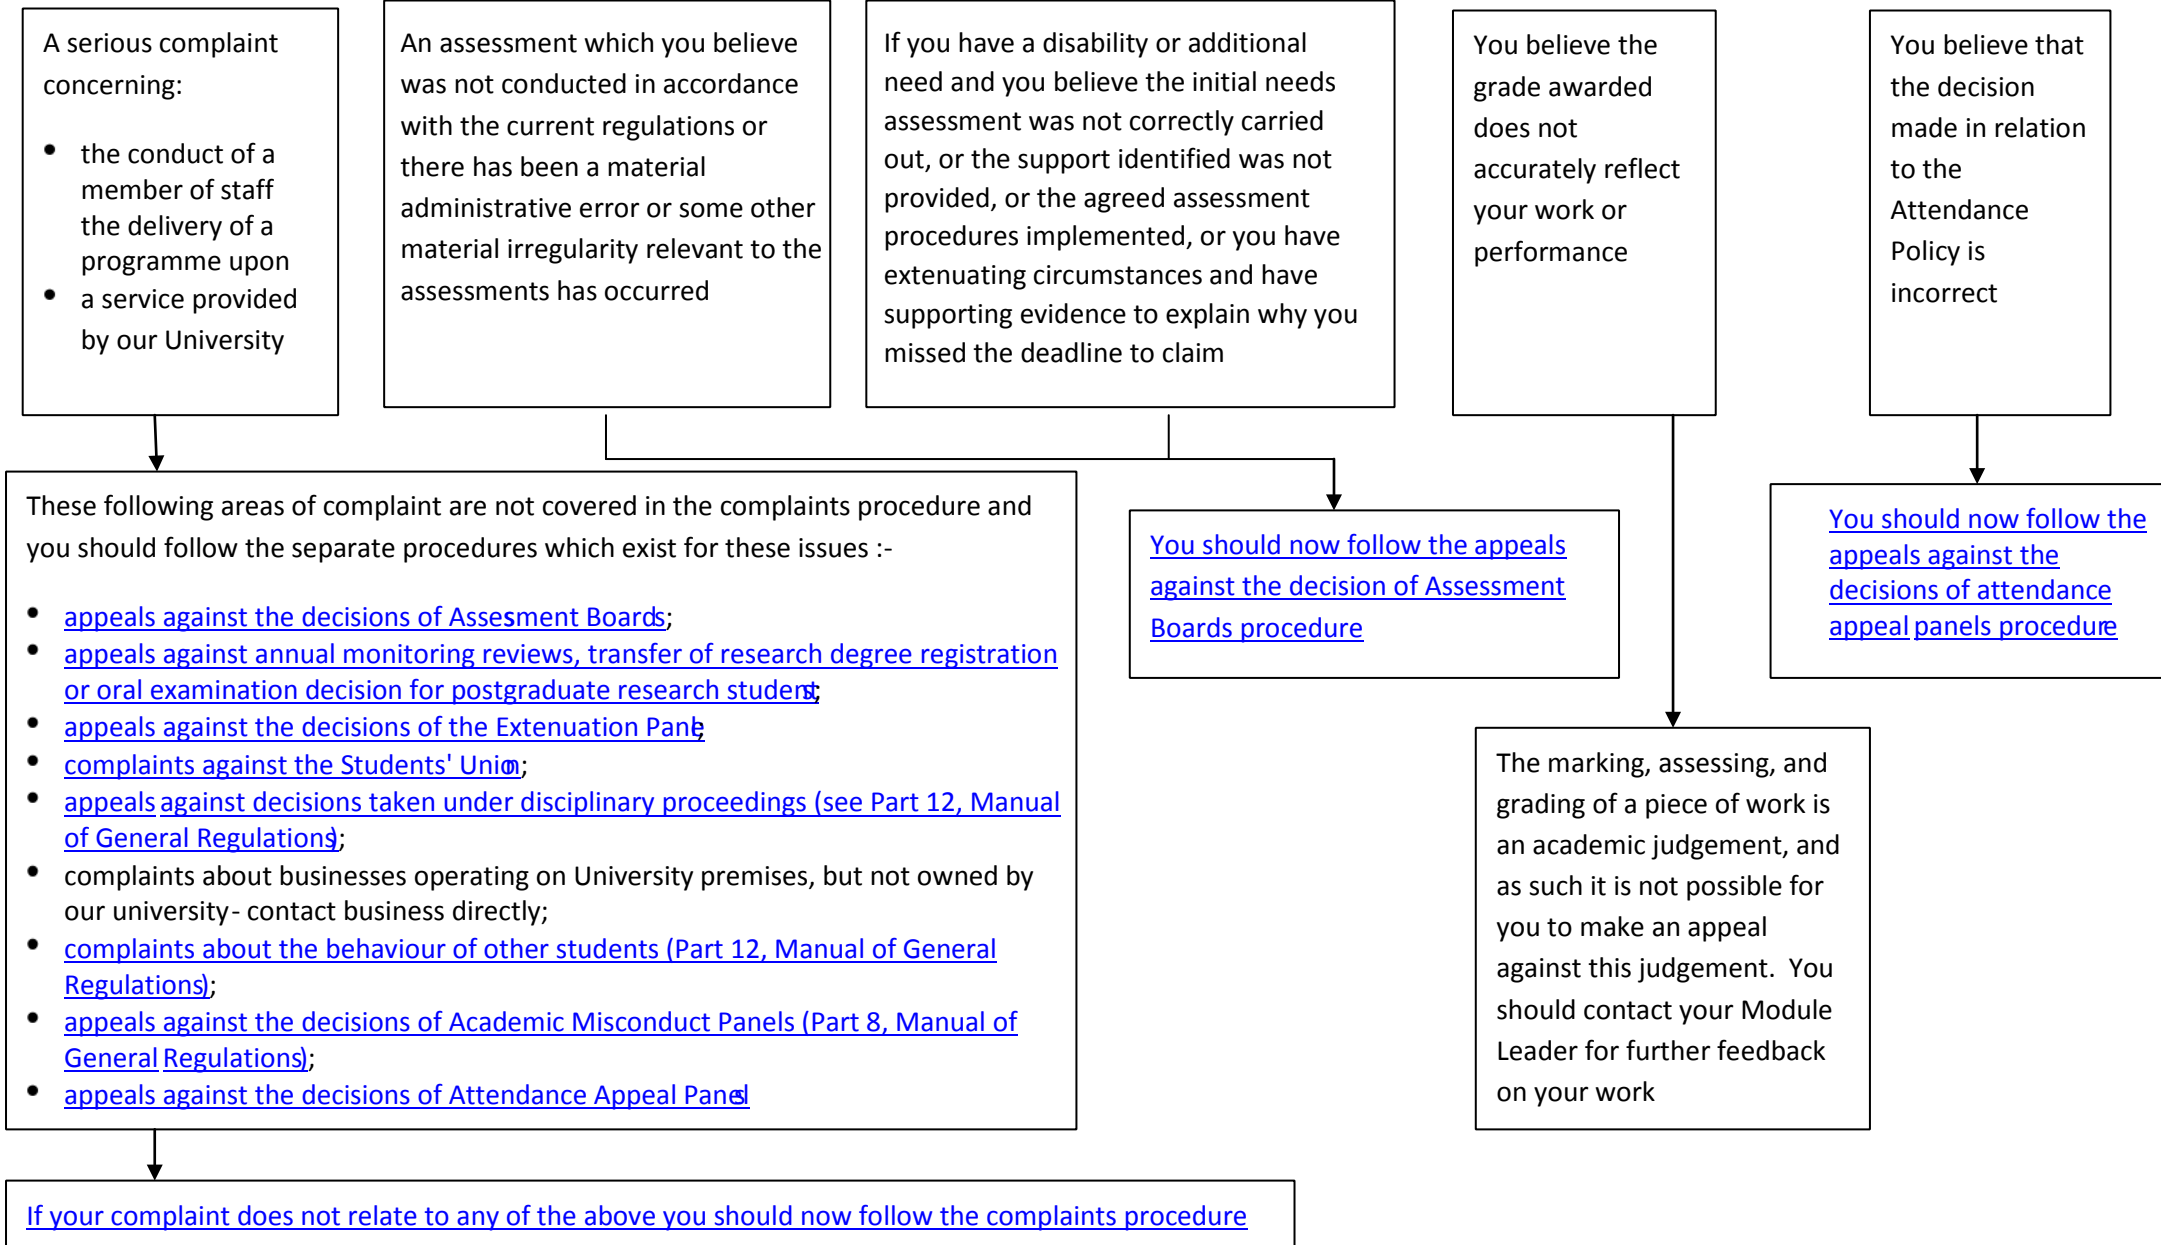 A serious complaint
concerning:
• the conduct of a
member of staff
the delivery of a
programme upon
• a service provided
by our University
An assessment which you believe
was not conducted in accordance
with the current regulations or
there has been a material
administrative error or some other
material irregularity relevant to the
assessments has occurred
If you have a disability or additional
need and you believe the initial needs
assessment was not correctly carried
out, or the support identified was not
provided, or the agreed assessment
procedures implemented, or you have
extenuating circumstances and have
supporting evidence to explain why you
missed the deadline to claim
You believe the
grade awarded
does not
accurately reflect
your work or
performance
You believe that
the decision
made in relation
to the
Attendance
Policy is
incorrect
These following areas of complaint are not covered in the complaints procedure and
you should follow the separate procedures which exist for these issues :-
• appeals against the decisions of Assessment Boards;
• appeals against annual monitoring reviews, transfer of research degree registration
or oral examination decision for postgraduate research students;
• appeals against the decisions of the Extenuation Panel;
• complaints against the Students' Union;
• appeals against decisions taken under disciplinary proceedings (see Part 12, Manual
of General Regulations);
• complaints about businesses operating on University premises, but not owned by
our university - contact business directly;
• complaints about the behaviour of other students (Part 12, Manual of General
Regulations);
• appeals against the decisions of Academic Misconduct Panels (Part 8, Manual of
General Regulations);
• appeals against the decisions of Attendance Appeal Panels
You should now follow the appeals
against the decision of Assessment
Boards procedure
You should now follow the
appeals against the
decisions of attendance
appeal panels procedure
The marking, assessing, and
grading of a piece of work is
an academic judgement, and
as such it is not possible for
you to make an appeal
against this judgement.  You
should contact your Module
Leader for further feedback
on your work
If your complaint does not relate to any of the above you should now follow the complaints procedure